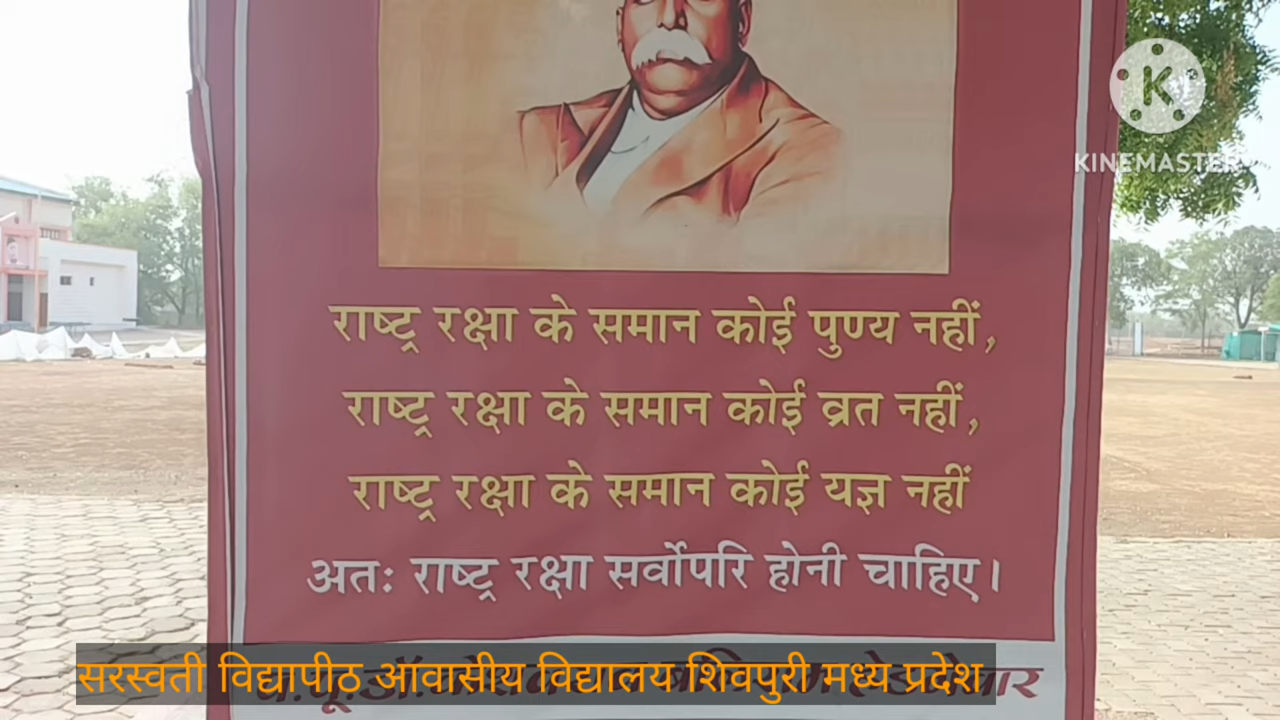 KINEMASTER
राष्ट्र रक्षा के समान कोई पुण्य नहीं,
राष्ट्र रक्षा के समान कोई व्रत नहीं,
राष्ट्र रक्षा के समान कोई यज्ञ नहीं
अतः राष्ट्र रक्षा सर्वोपरि होनी चाहिए।
सरस्वती विद्यापीठ आवासीय विद्यालय शिवपुरी मध्य प्रदेश